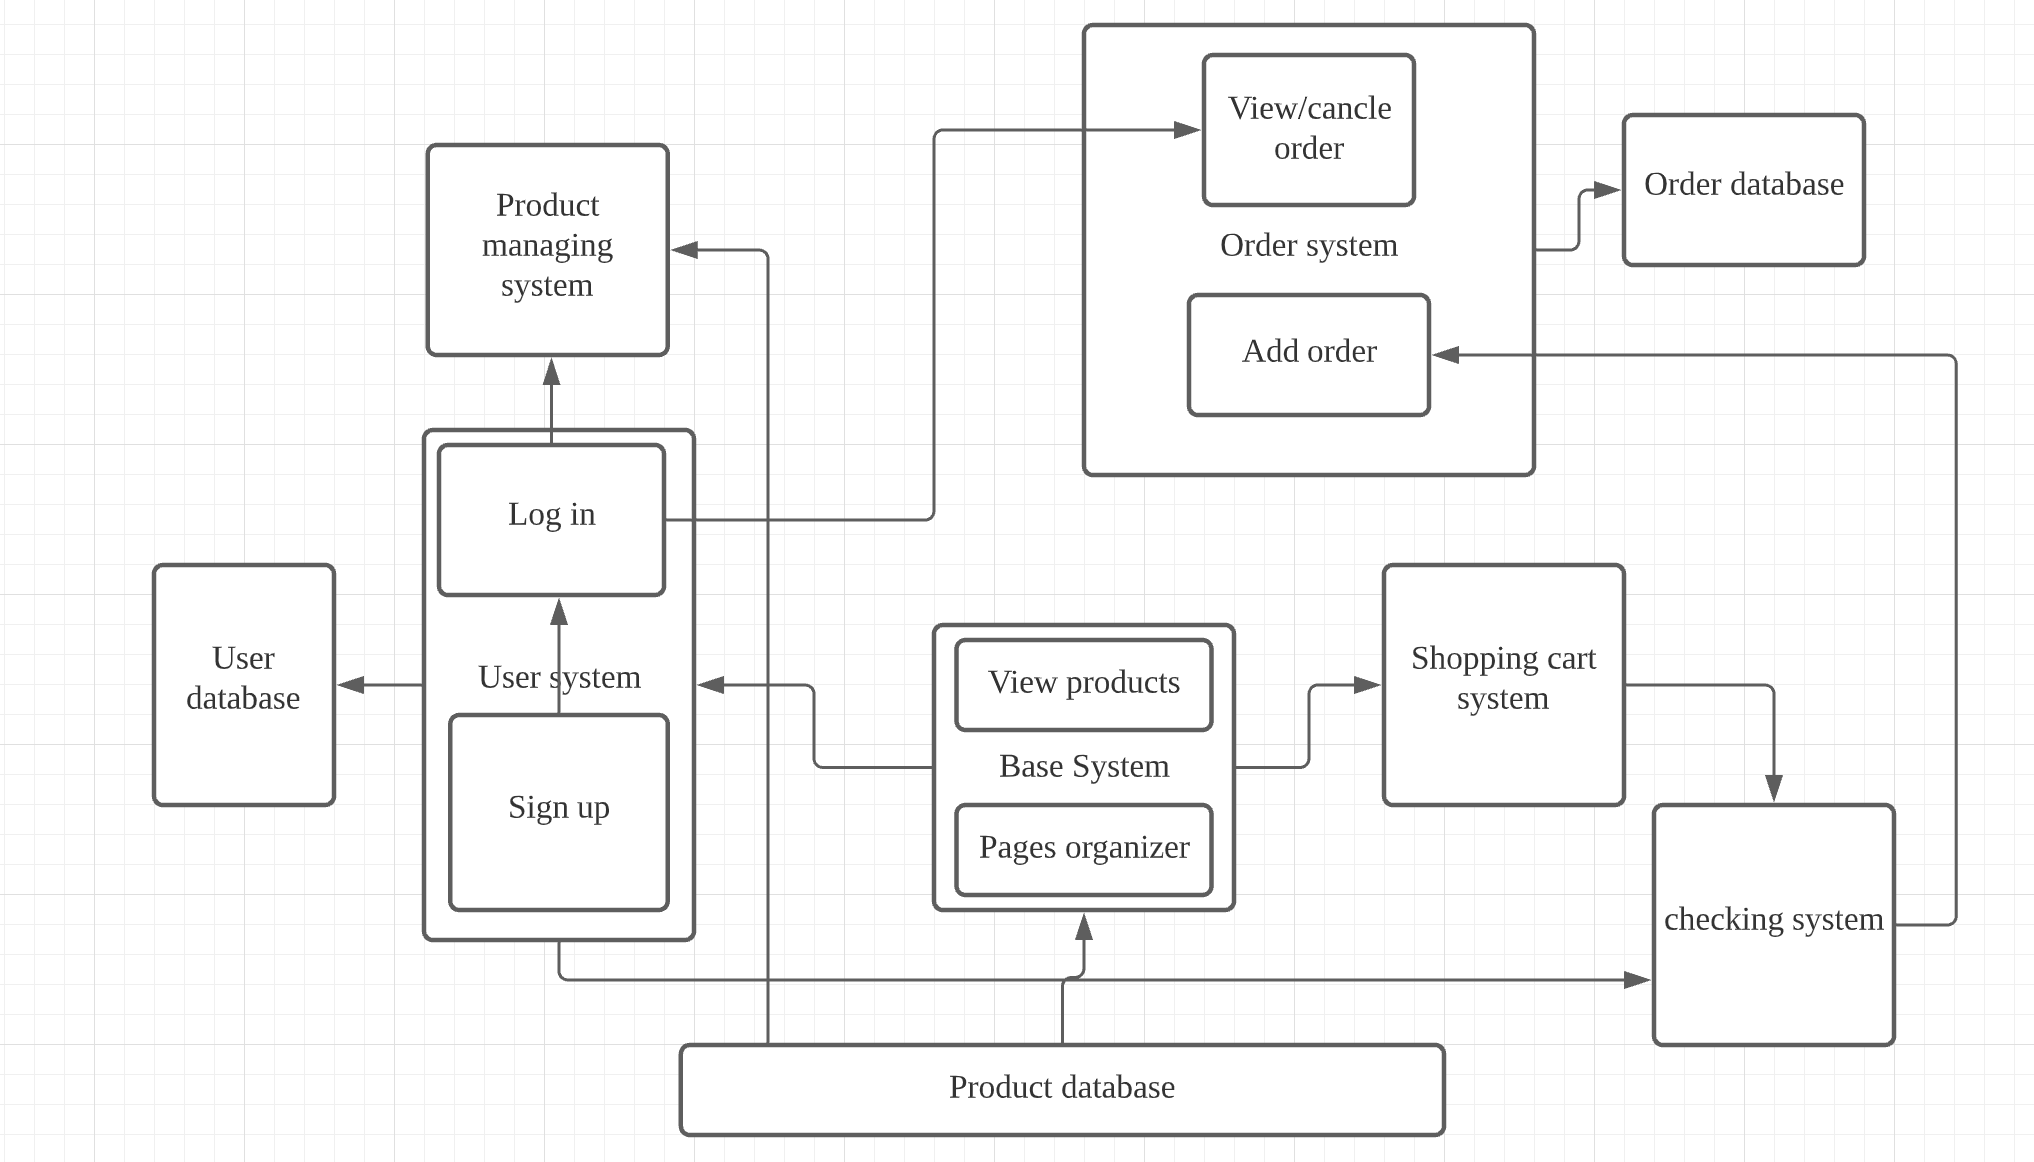 View/cancle
order
Order database
Product
managing
system
Order system
Add order
Log in
User
database
User system
Shopping cart
system
View products
Base System
Sign up
Pages organizer
checking system
Product database